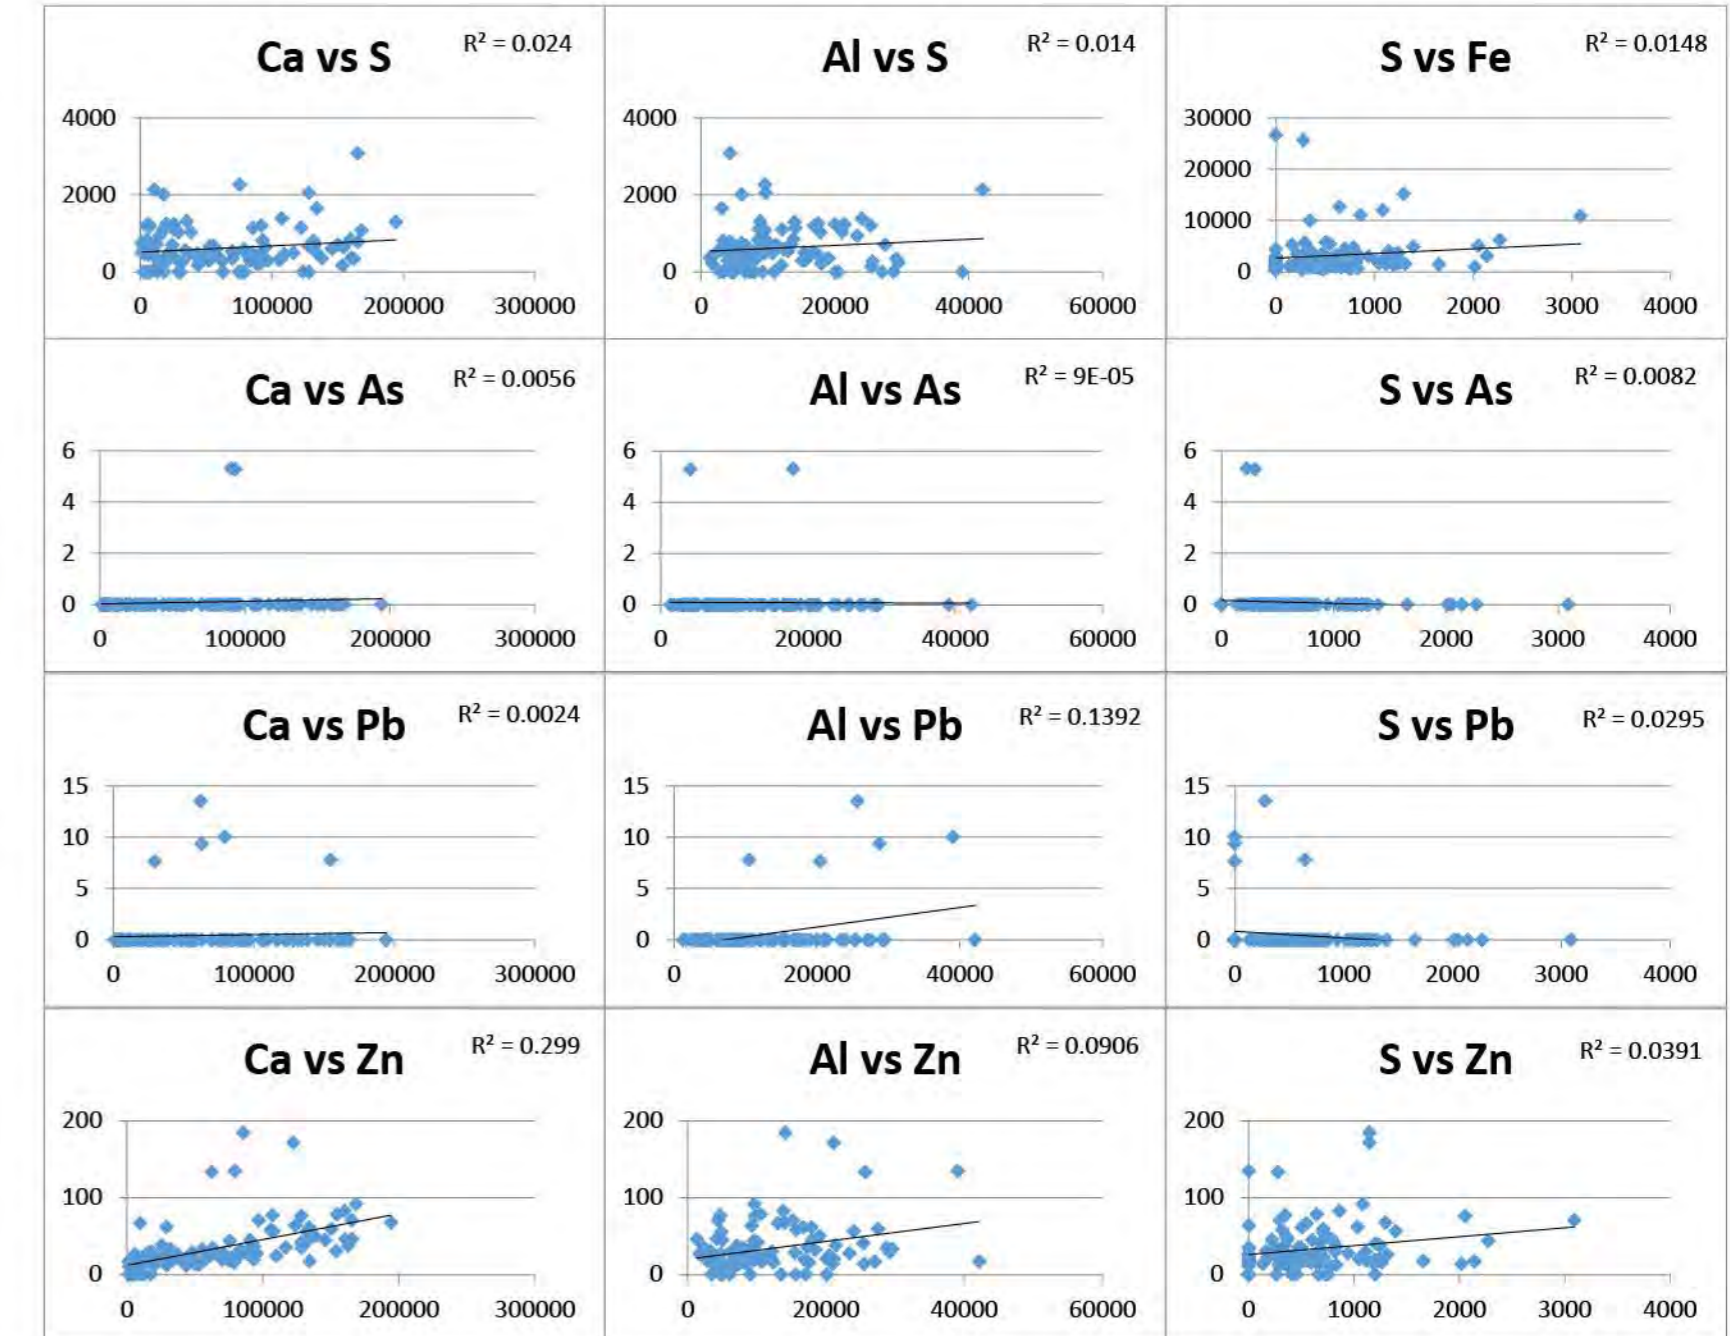 Ca vs S
R² = 0.024
4000
2000
0
0 100000 200000 300000
Al vs S
R² = 0.014
4000
2000
0
0 20000 40000 60000
S vs Fe
R² = 0.0148
30000
20000
10000
0
0 1000 2000 3000 4000
Ca vs As
R² = 0.0056
6
4
2
0
0 100000 200000 300000
Al vs As
R² = 9E-05
6
4
2
0
0 20000 40000 60000
S vs As
R² = 0.0082
6
4
2
0
0 1000 2000 3000 4000
Ca vs Pb
R² = 0.0024
15
10
5
0
0 100000 200000 300000
Al vs Pb
R² = 0.1392
15
10
5
0
0 20000 40000 60000
S vs Pb
R² = 0.0295
15
10
5
0
0 1000 2000 3000 4000
Ca vs Zn
R² = 0.299
200
100
0
0 100000 200000 300000
Al vs Zn
R² = 0.0906
200
100
0
0 20000 40000 60000
S vs Zn
R² = 0.0391
200
100
0
0 1000 2000 3000 4000